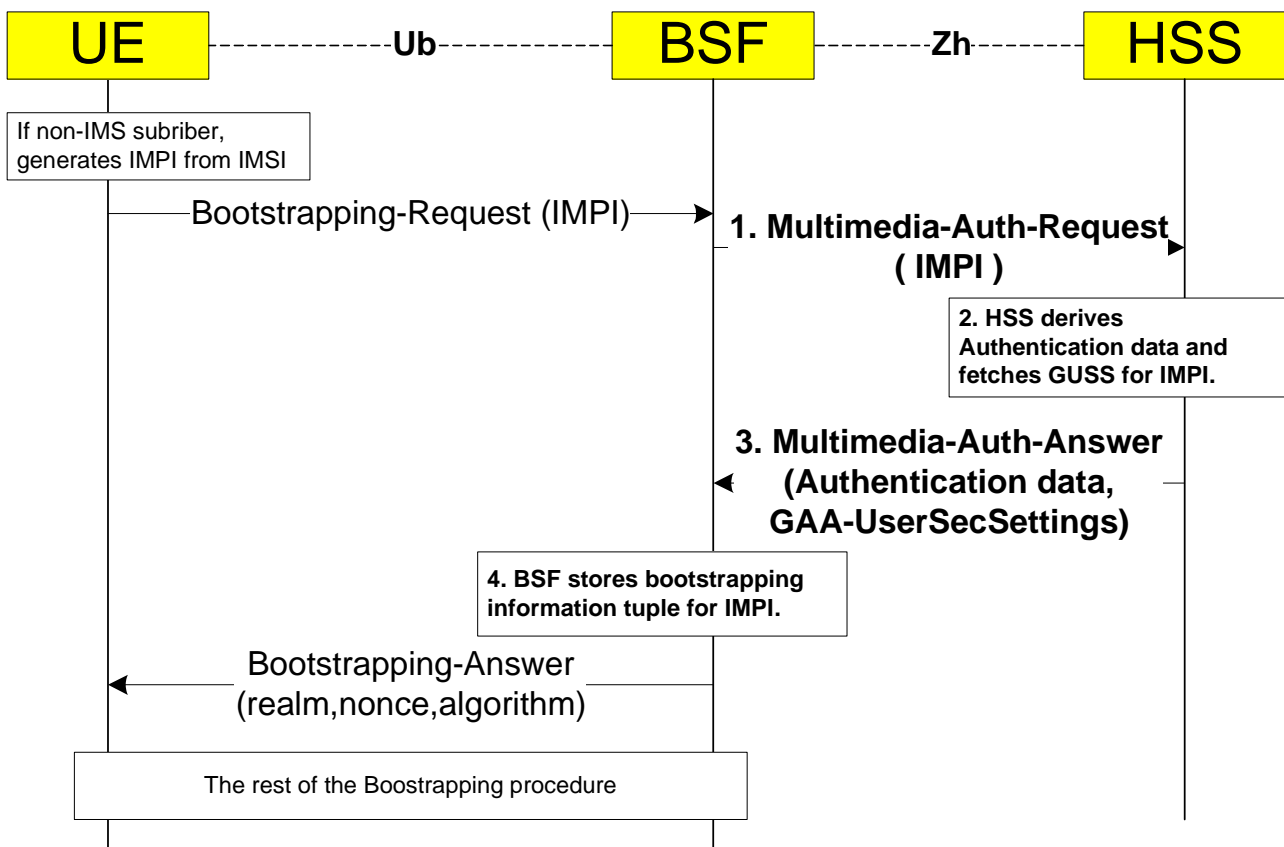 UE
Ub
BSF
Zh
HSS
If non-IMS subriber,
generates IMPI from IMSI
Bootstrapping-Request (IMPI)
1. Multimedia-Auth-Request
( IMPI )
2. HSS derives
Authentication data and
fetches GUSS for IMPI.
3. Multimedia-Auth-Answer
(Authentication data,
GAA-UserSecSettings)
4. BSF stores bootstrapping
information tuple for IMPI.
Bootstrapping-Answer
(realm,nonce,algorithm)
The rest of the Boostrapping procedure